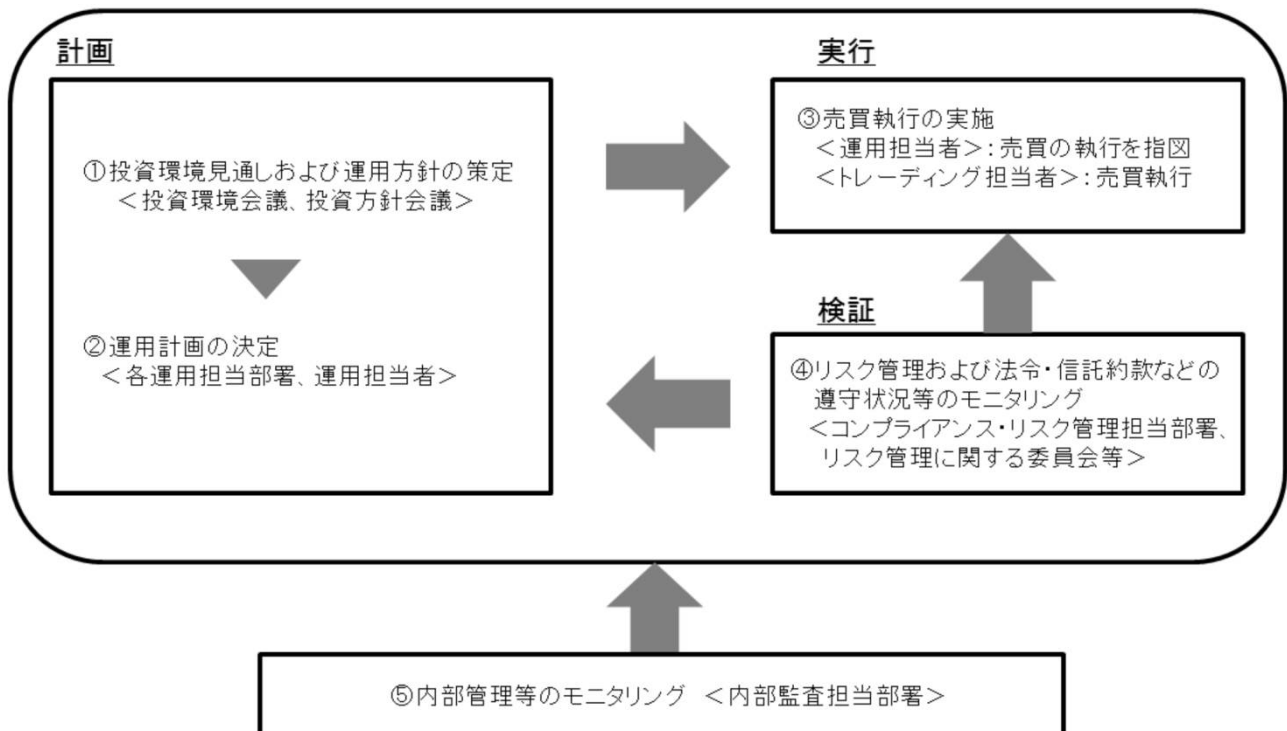 計画
①投資環境見通しおよび運用方針の策定
＜投資環境会議、投資方針会議＞
②運用計画の決定
＜各運用担当部署、運用担当者＞
実行
③売買執行の実施
＜運用担当者＞：売買の執行を指図
＜トレーディング担当者＞：売買執行
検証
④リスク管理および法令・信託約款などの
遵守状況等のモニタリング
＜コンプライアンス・リスク管理担当部署、
リスク管理に関する委員会等＞
⑤内部管理等のモニタリング ＜内部監査担当部署＞